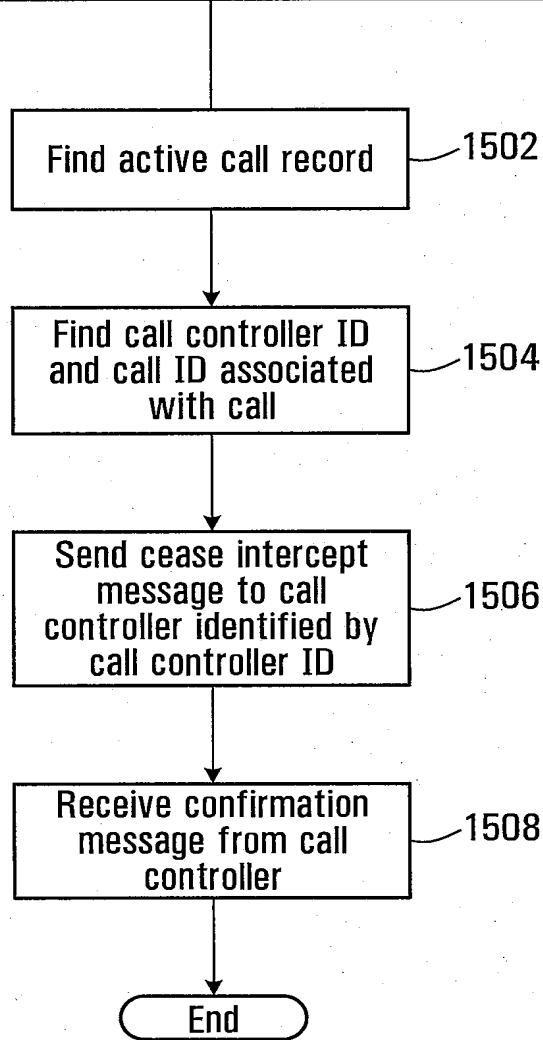 Find active call record
1502
Find call controller ID
and call ID associated
with call
1504
Send cease intercept
message to call
controller identified by
call controller ID
1506
Receive confirmation
message from call
controller
1508
End